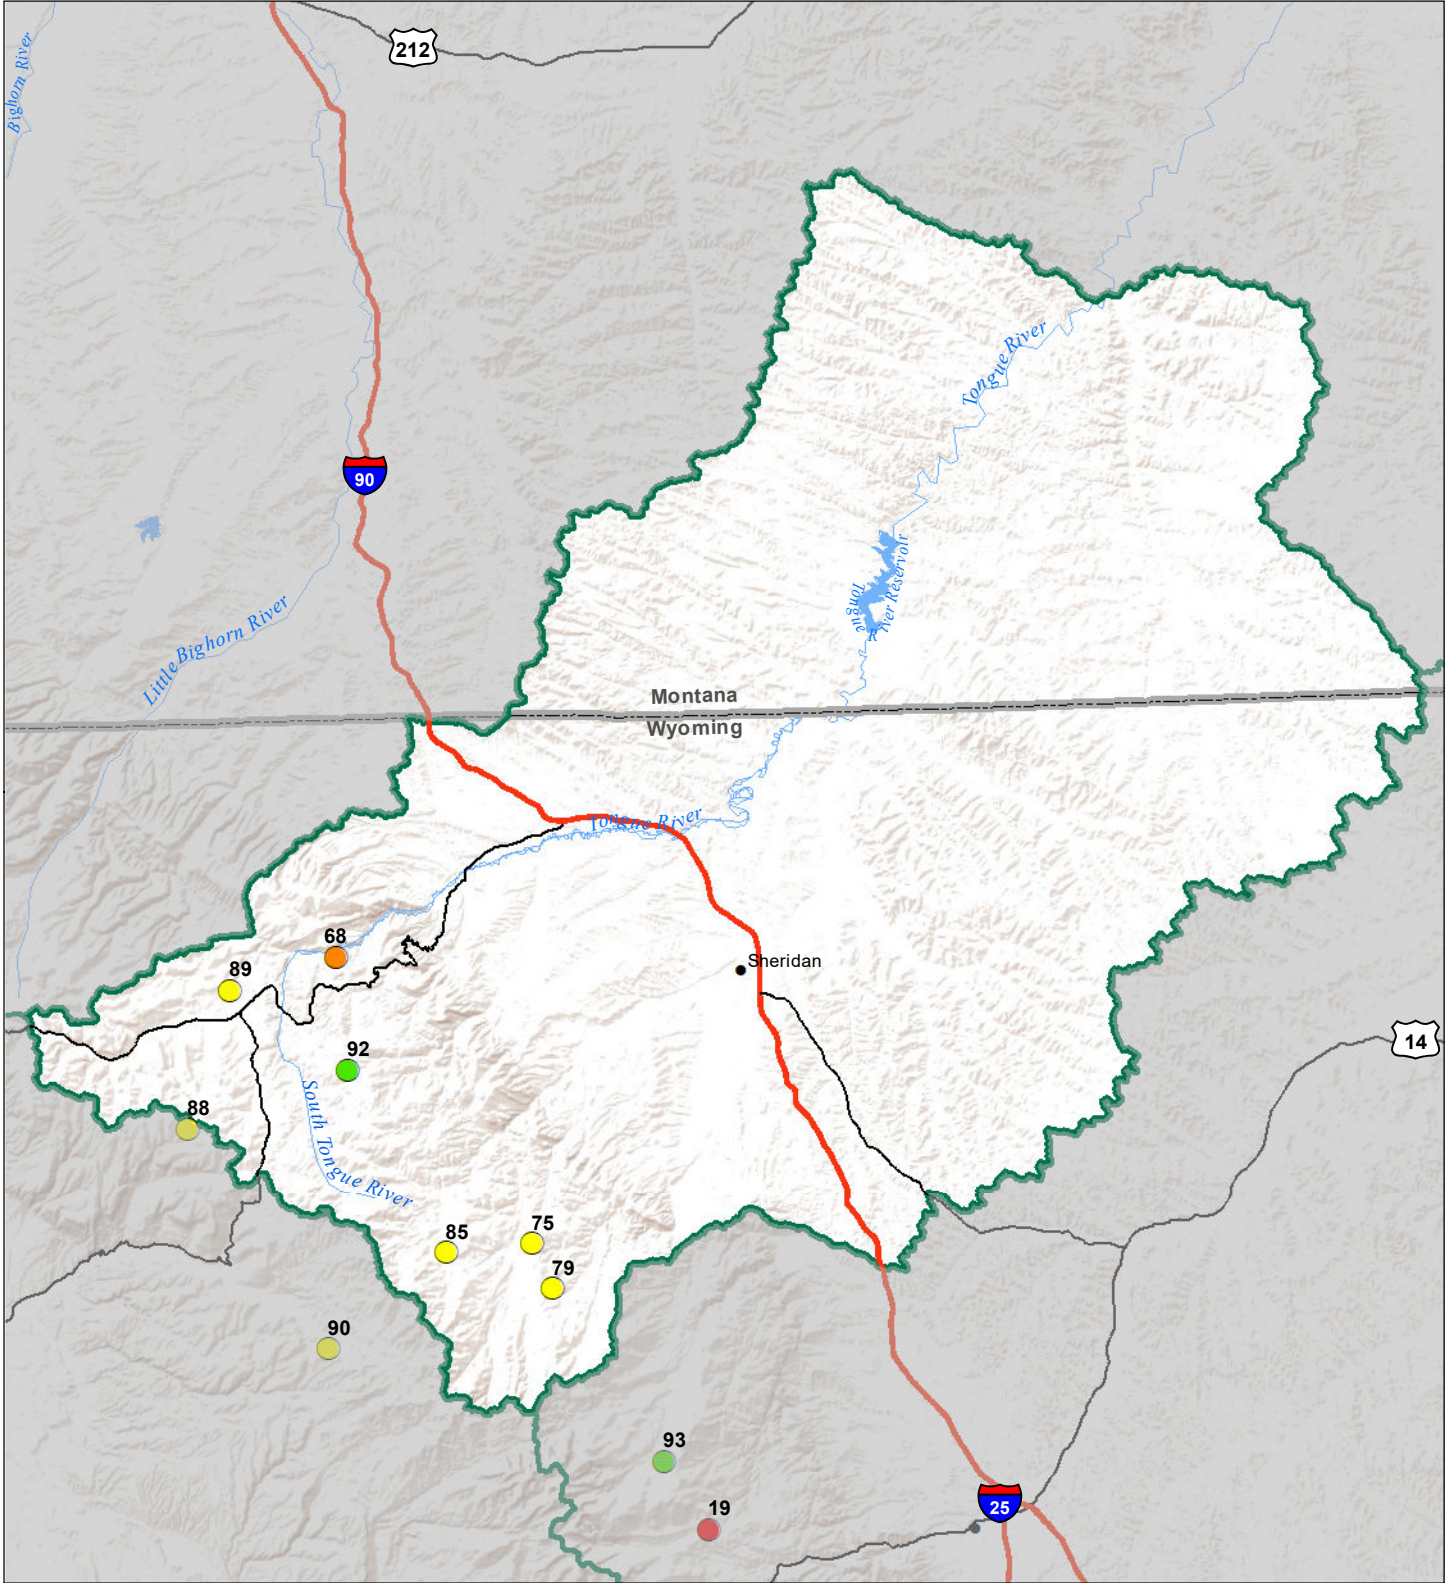 212
Bighorn River
Tongue River
90
Tongue
River Reservoir
Little Bighorn River
Montana
Wyoming
Tongue River
68
Sheridan
89
14
92
88
South Tongue River
75
85
79
90
93
25
19